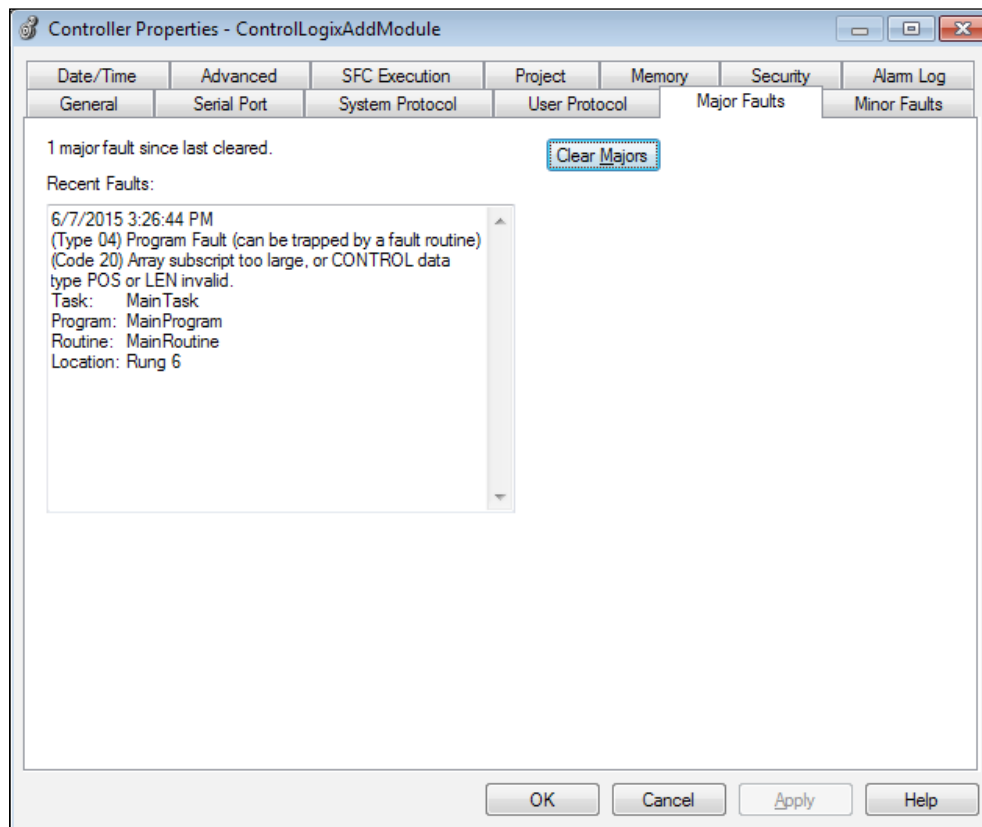 Controller Properties - ControlLogixAddModule
Date/Time Advanced SFC Execution Project Memory Security Alarm Log
General Serial Port System Protocol User Protocol Major Faults Minor Faults
1 major fault since last cleared.
Clear Majors
Recent Faults:
6/7/2015 3:26:44 PM
(Type 04) Program Fault (can be trapped by a fault routine)
(Code 20) Array subscript too large, or CONTROL data
type POS or LEN invalid.
Task: MainTask
Program: MainProgram
Routine: MainRoutine
Location: Rung 6
OK Cancel Apply Help